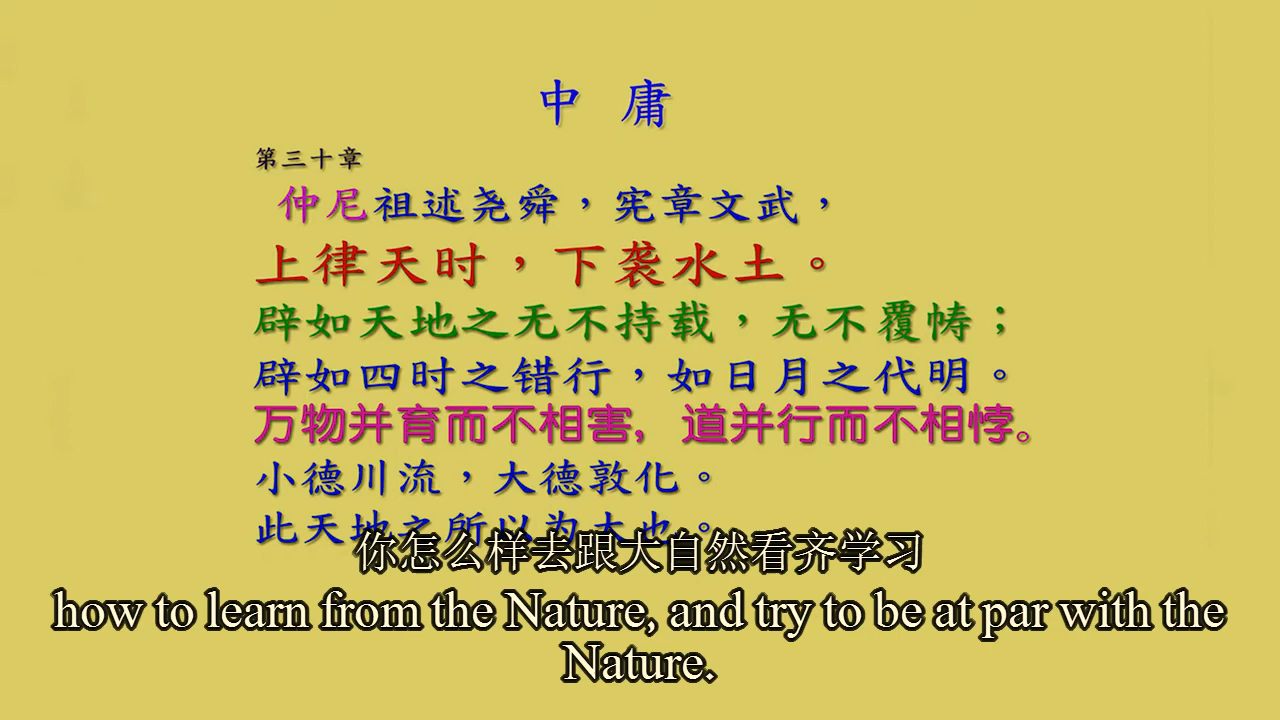 中 庸
第三十章
仲尼祖述尧舜，宪章文武，
上律天时，下袭水土。
辟如天地之无不持载，无不覆帱；
辟如四时之错行，如日月之代明。
万物并育而不相害，道并行而不相悖。
小德川流，大德敦化。
此天地之所以为大也。
你怎么样去跟大自然看齐学习
how to learn from the Nature, and try to be at par with the
Nature.